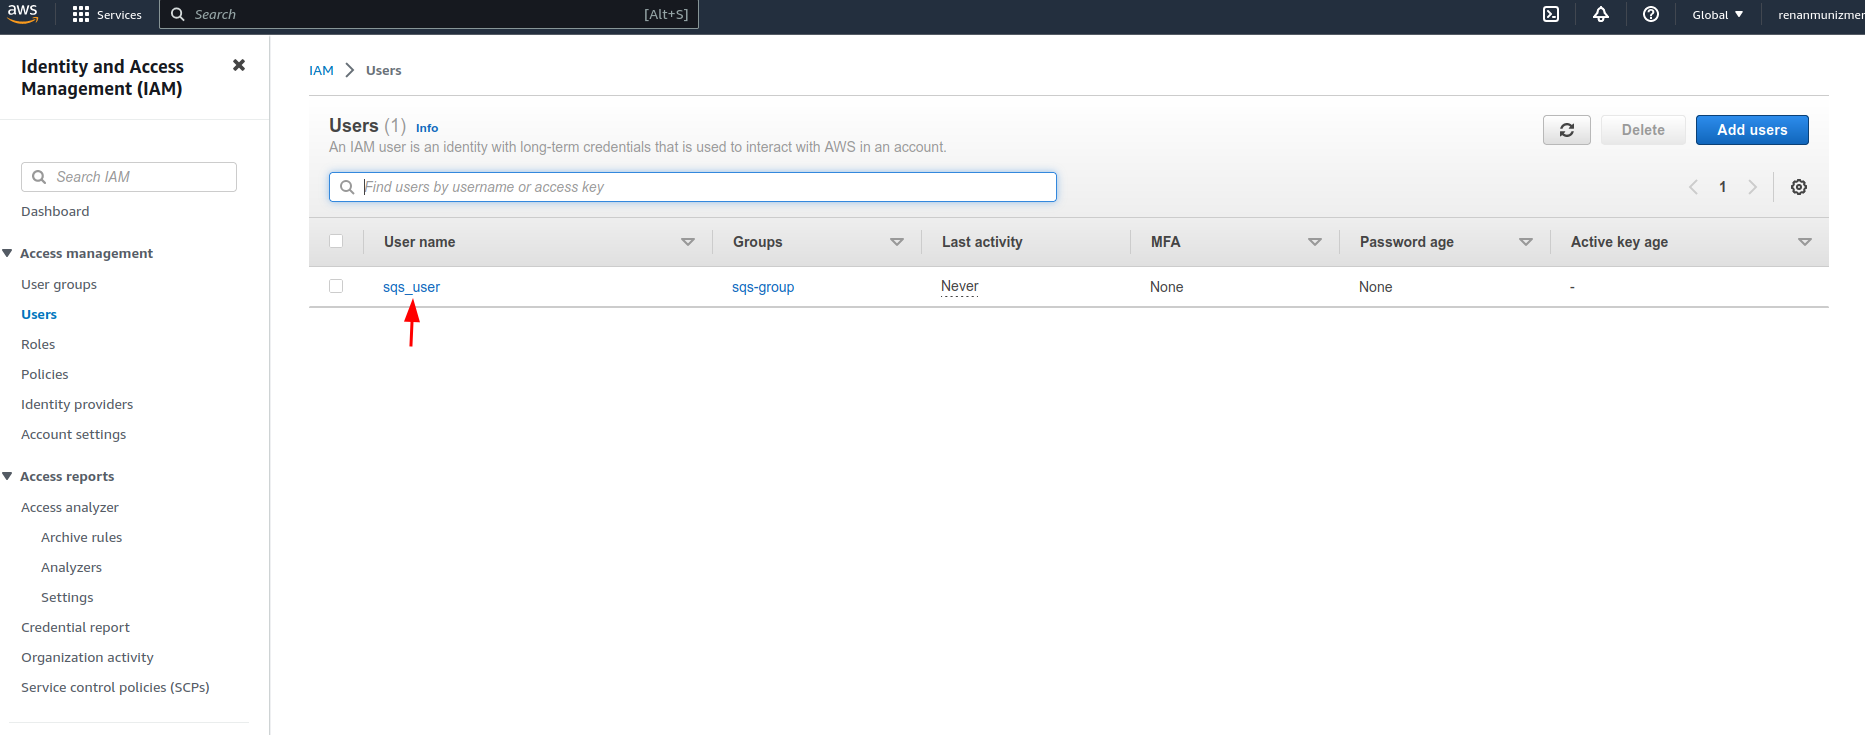 aws
Services
Search [Alt+S]
Global
renanmunizmer
Identity and Access
Management (IAM)
Search IAM
Dashboard
Access management
User groups
Users
Roles
Policies
Identity providers
Account settings
Access reports
Access analyzer
Archive rules
Analyzers
Settings
Credential report
Organization activity
Service control policies (SCPs)
IAM > Users
Users (1) Info
An IAM user is an identity with long-term credentials that is used to interact with AWS in an account.
Delete
Add users
Find users by username or access key
1
User name Groups Last activity MFA Password age Active key age
sqs_user sqs-group Never None None -